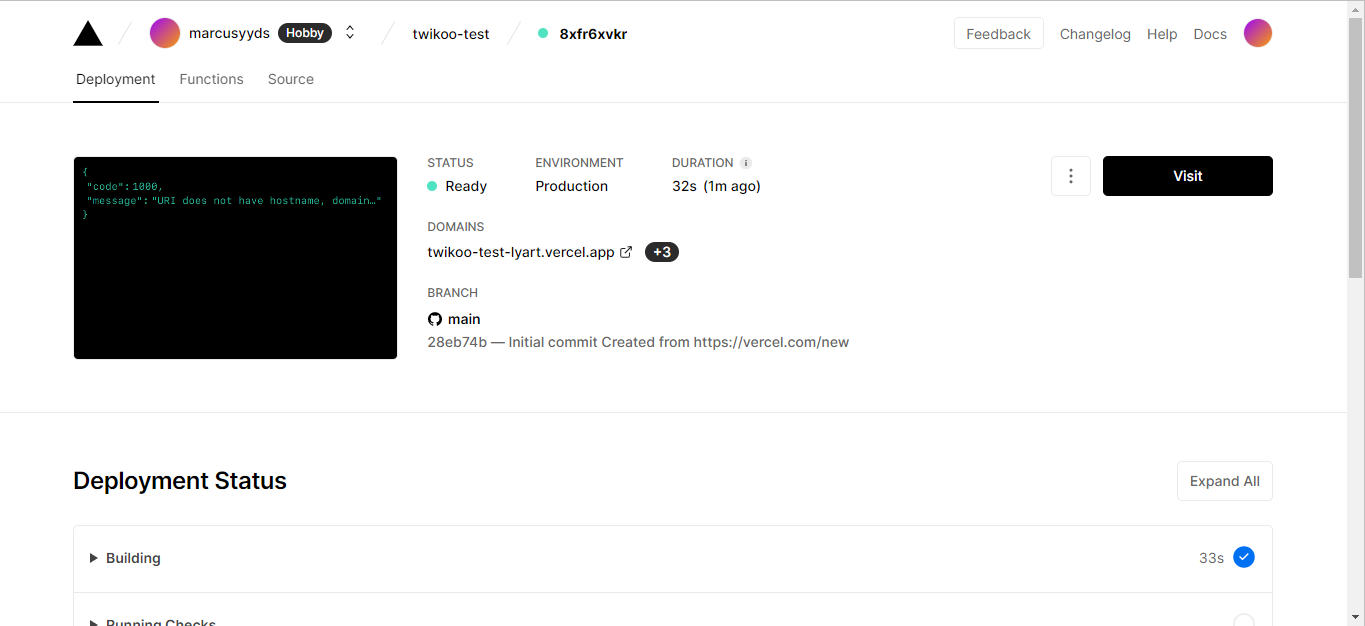 marcusyyds Hobby twikoo-test 8xfr6xvkr Feedback Changelog Help Docs
Deployment Functions Source
{
"code": 1000,
"message": "URI does not have hostname, domain…"
}
STATUS ENVIRONMENT DURATION i
Ready Production 32s (1m ago)
Visit
DOMAINS
twikoo-test-lyart.vercel.app +3
BRANCH
main
28eb74b — Initial commit Created from https://vercel.com/new
Deployment Status Expand All
Building 33s
Running Checks